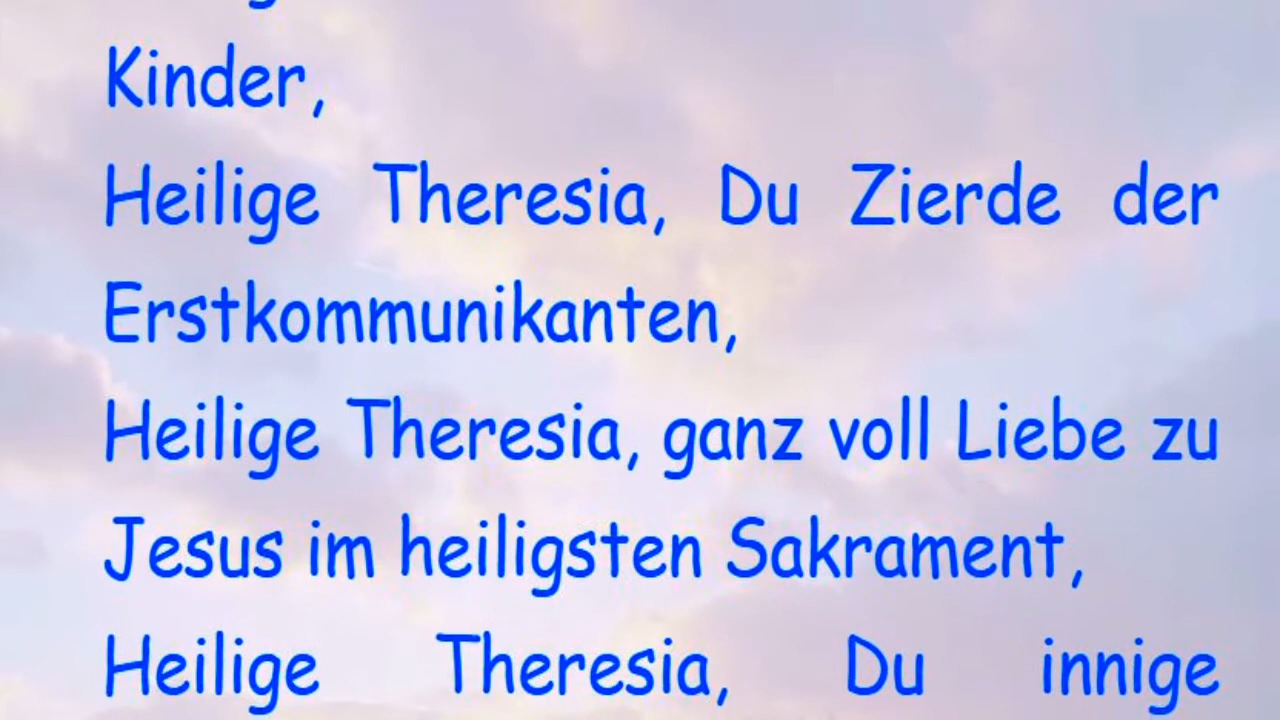 Kinder,
Heilige Theresia, Du Zierde der
Erstkommunikanten,
Heilige Theresia, ganz voll Liebe zu
Jesus im heiligsten Sakrament,
Heilige Theresia, Du innige